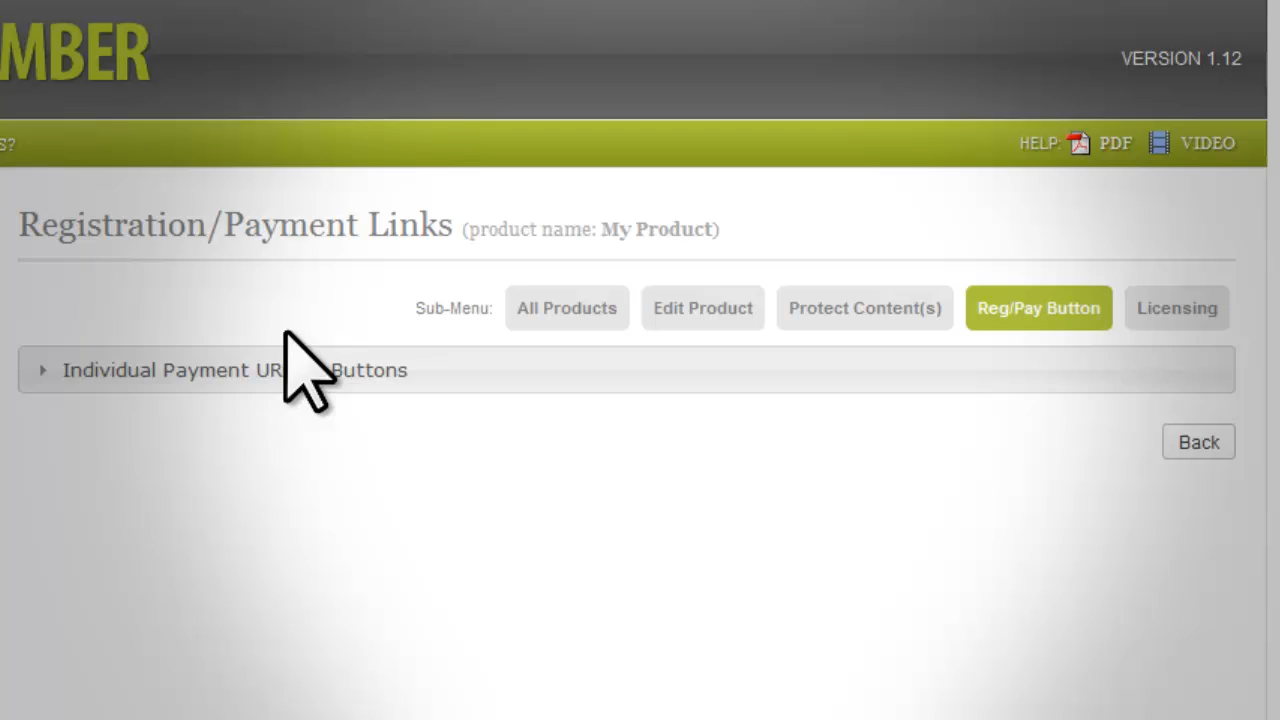 MBER
VERSION 1.12
S?
HELP: PDF VIDEO
Registration/Payment Links (product name: My Product)
Sub-Menu: All Products Edit Product Protect Content(s) Reg/Pay Button Licensing
Individual Payment UR Buttons
Back